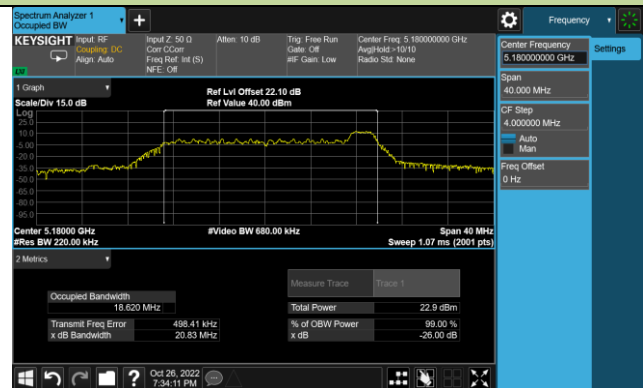 Spectrum Analyzer 1
Occupied BW
Frequency
KEYSIGHT
Input: RF
Coupling: DC
Align: Auto
Input Z: 50 Ω
Corr CCorr
Freq Ref: Int (S)
NFE: Off
Atten: 10 dB
Trig: Free Run
Gate: Off
#IF Gain: Low
Center Freq: 5.180000000 GHz
Avg|Hold:>10/10
Radio Std: None
Center Frequency
5.180000000 GHz
Settings
Span
40.000 MHz
CF Step
4.000000 MHz
Auto
Man
Freq Offset
0 Hz
1 Graph
Scale/Div 15.0 dB
Ref Lvl Offset 22.10 dB
Ref Value 40.00 dBm
Log
25.0
10.0
-5.00
-20.0
-35.0
-50.0
-65.0
-80.0
-95.0
Center 5.18000 GHz
#Video BW 680.00 kHz
Span 40 MHz
#Res BW 220.00 kHz
Sweep 1.07 ms (2001 pts)
2 Metrics
Measure Trace
Trace 1
Occupied Bandwidth
18.620 MHz
Total Power
22.9 dBm
Transmit Freq Error
498.41 kHz
% of OBW Power
99.00 %
x dB Bandwidth
20.83 MHz
x dB
-26.00 dB
Oct 26, 2022
7:34:11 PM